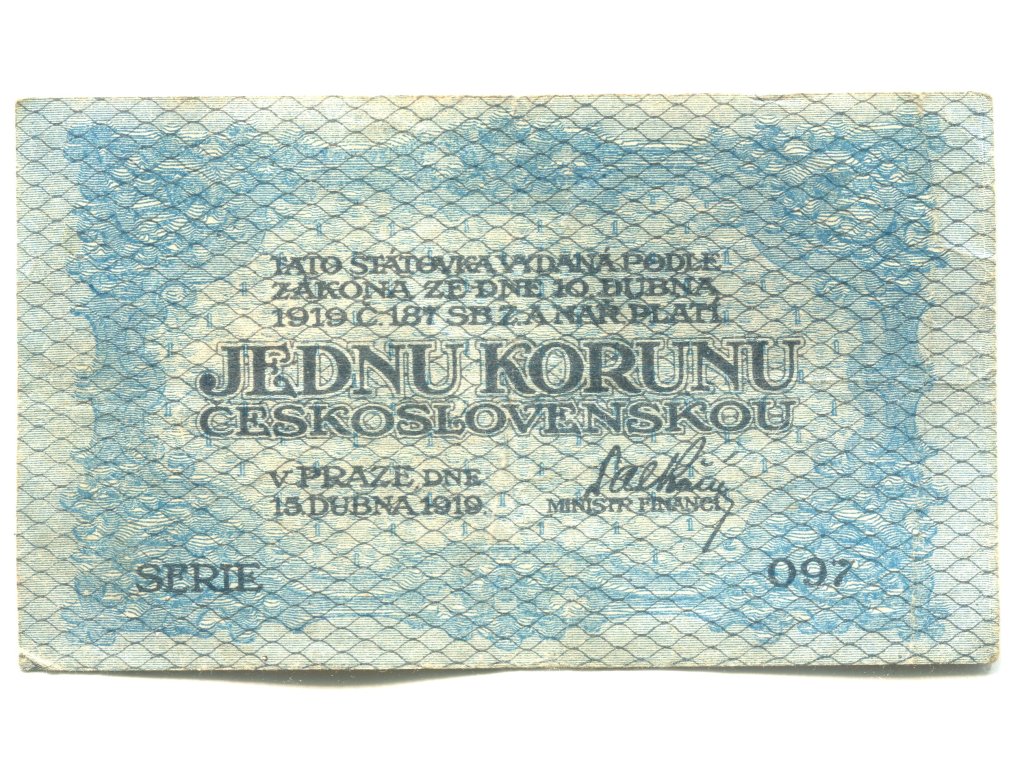 TATO STÁTOVKA VYDANÁ PODLE
ZÁKONA ZE DNE 10. DUBNA
1919 Č. 187 SB. Z. A NAŘ. PLATÍ
JEDNU KORUNU
ČESKOSLOVENSKOU
V PRAZE, DNE
15. DUBNA 1919.
MINISTR FINANCÍ
SERIE 097